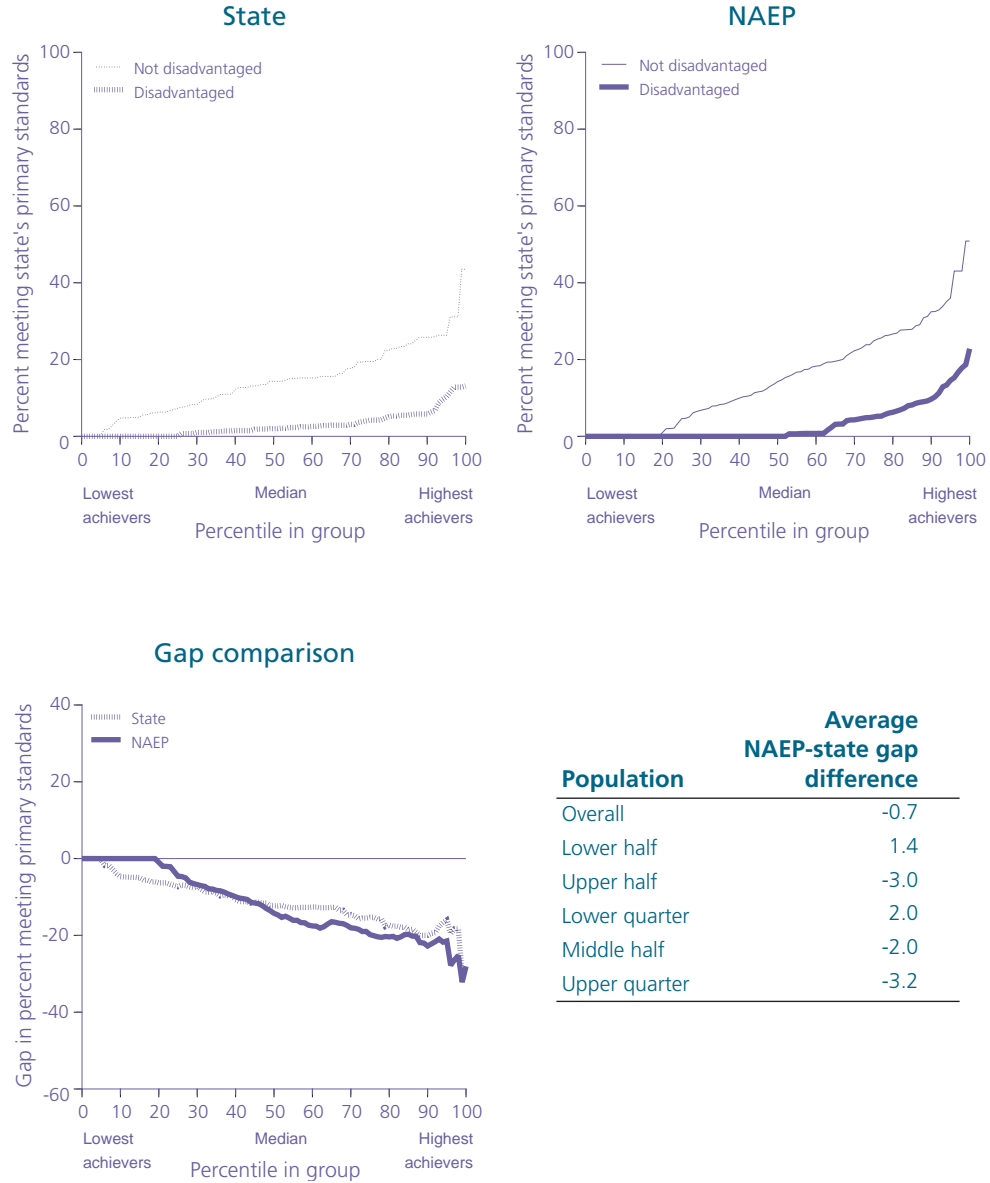 State
Percent meeting state's primary standards
100
80
60
40
20
0
Not disadvantaged
Disadvantaged
0 10 20 30 40 50 60 70 80 90 100
Lowest achievers
Median
Highest achievers
Percentile in group
NAEP
Percent meeting state's primary standards
100
80
60
40
20
0
Not disadvantaged
Disadvantaged
0 10 20 30 40 50 60 70 80 90 100
Lowest achievers
Median
Highest achievers
Percentile in group
Gap comparison
Gap in percent meeting primary standards
40
20
0
-20
-40
-60
State
NAEP
0 10 20 30 40 50 60 70 80 90 100
Lowest achievers
Median
Highest achievers
Percentile in group
Average
NAEP-state gap
Population difference
Overall -0.7
Lower half 1.4
Upper half -3.0
Lower quarter 2.0
Middle half -2.0
Upper quarter -3.2